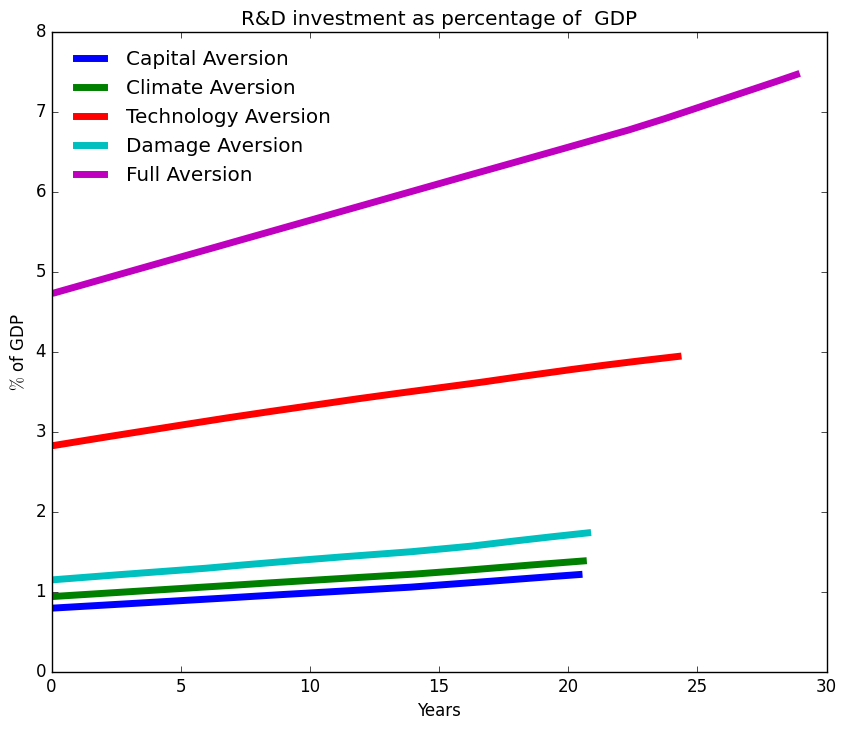 R&D investment as percentage of  GDP
8
7
6
5
4
3
2
1
0
% of GDP
Capital Aversion
Climate Aversion
Technology Aversion
Damage Aversion
Full Aversion
0 5 10 15 20 25 30
Years